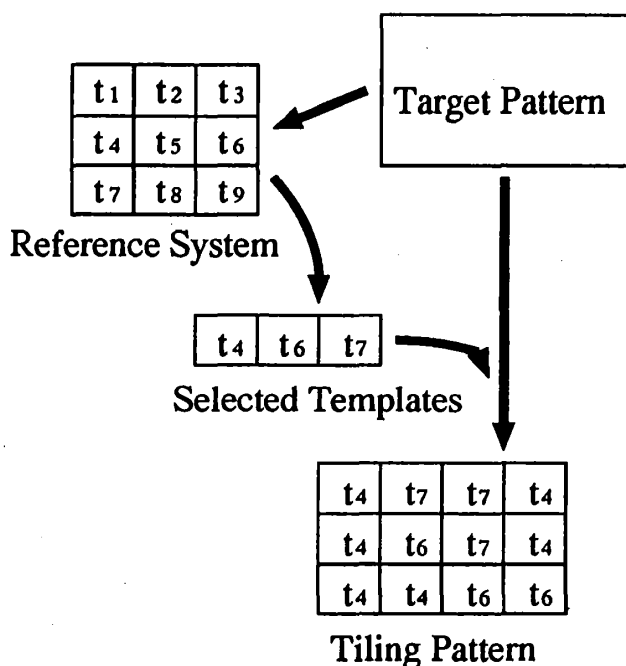 Target Pattern
t1 t2 t3
t4 t5 t6
t7 t8 t9
Reference System
t4 t6 t7
Selected Templates
t4 t7 t7 t4
t4 t6 t7 t4
t4 t4 t6 t6
Tiling Pattern